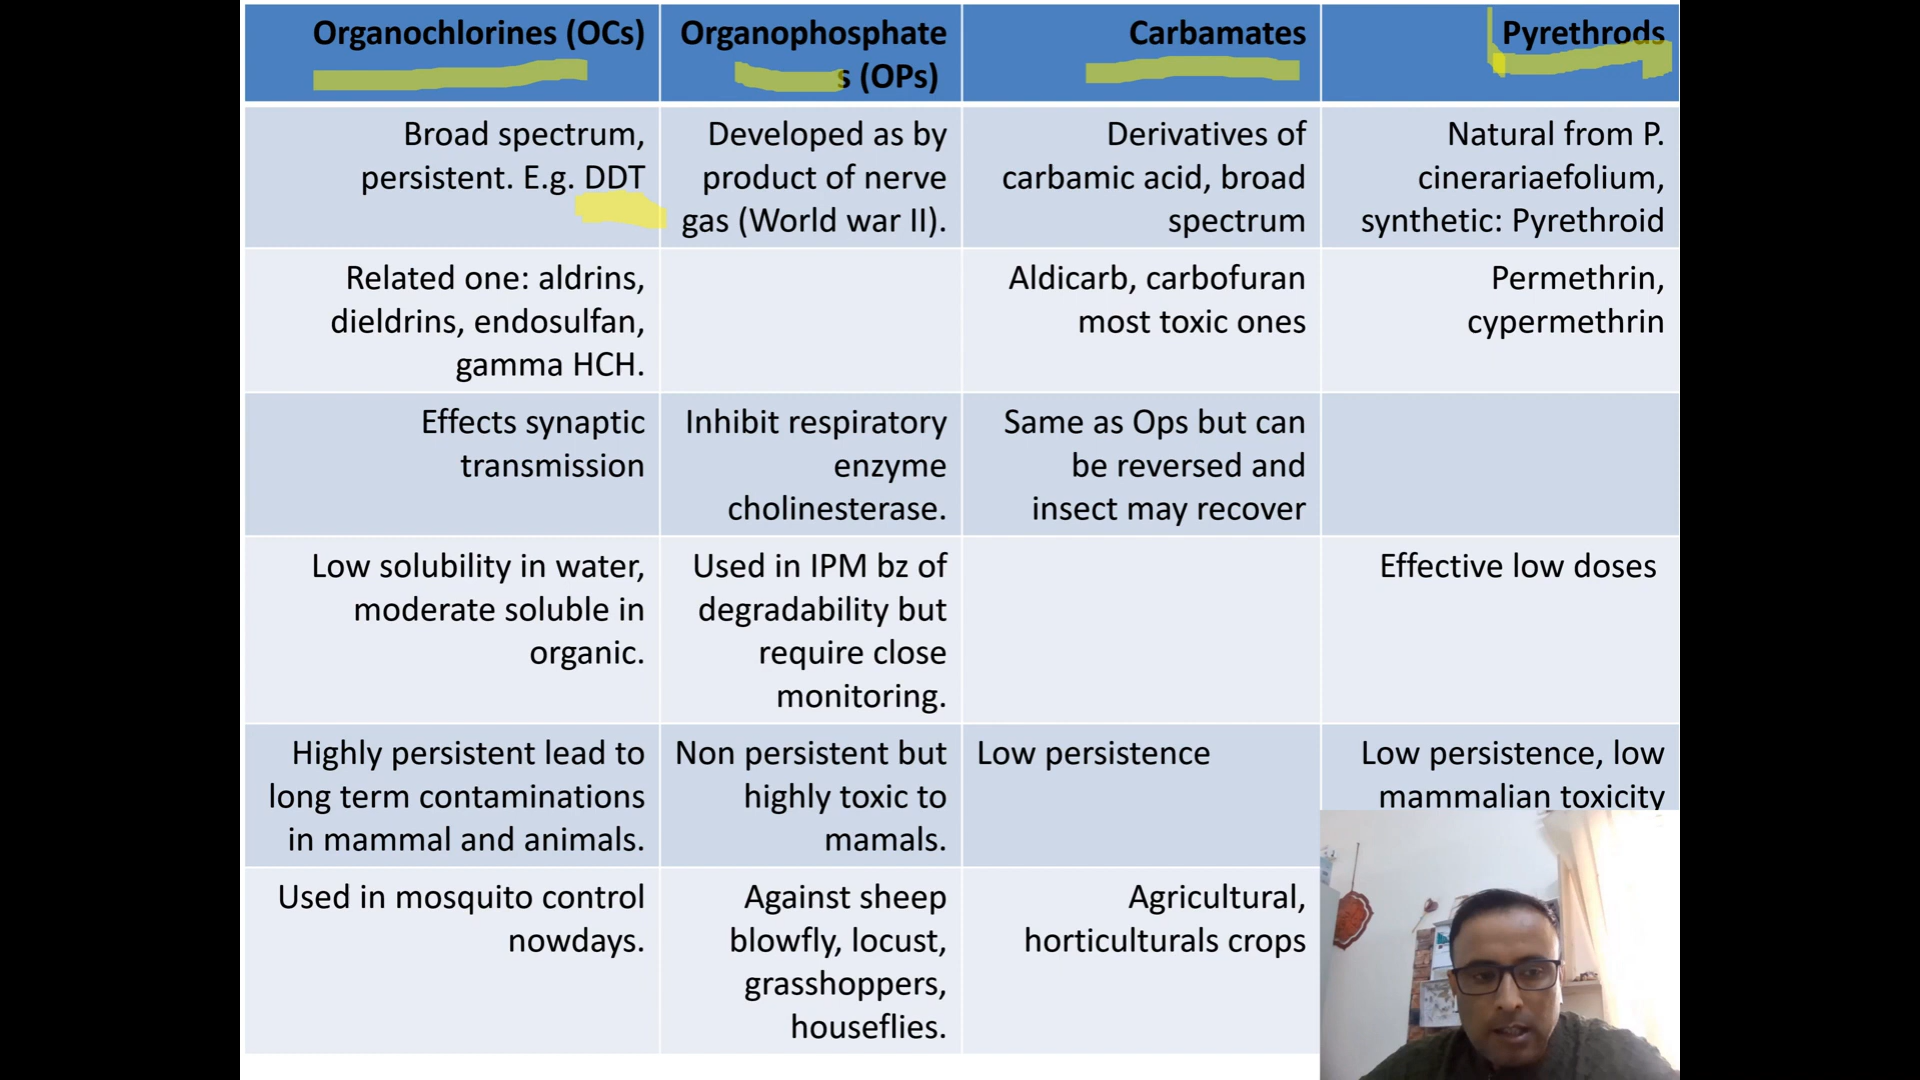 Organochlorines (OCs)
Organophosphate
s (OPs)
Carbamates
Pyrethrods
Broad spectrum,
persistent. E.g. DDT
Developed as by
product of nerve
gas (World war II).
Derivatives of
carbamic acid, broad
spectrum
Natural from P.
cinerariaefolium,
synthetic: Pyrethroid
Related one: aldrins,
dieldrins, endosulfan,
gamma HCH.
Aldicarb, carbofuran
most toxic ones
Permethrin,
cypermethrin
Effects synaptic
transmission
Inhibit respiratory
enzyme
cholinesterase.
Same as Ops but can
be reversed and
insect may recover
Low solubility in water,
moderate soluble in
organic.
Used in IPM bz of
degradability but
require close
monitoring.
Effective low doses
Highly persistent lead to
long term contaminations
in mammal and animals.
Non persistent but
highly toxic to
mamals.
Low persistence
Low persistence, low
mammalian toxicity
Used in mosquito control
nowdays.
Against sheep
blowfly, locust,
grasshoppers,
houseflies.
Agricultural,
horticulturals crops